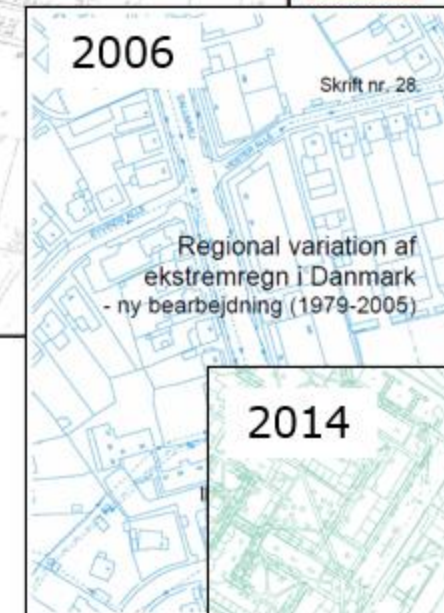 2006
Skrift nr. 28.
Regional variation af
ekstremregn i Danmark
- ny bearbejdning (1979-2005)
2014